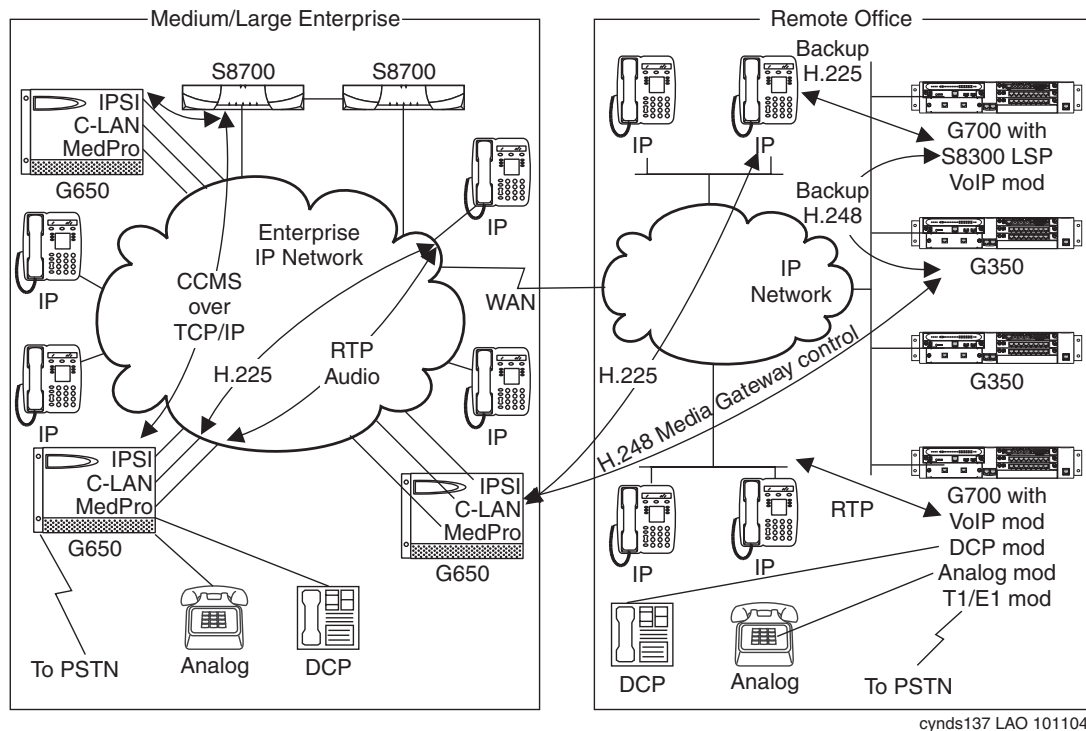 Medium/Large Enterprise
S8700
S8700
IPSI
C-LAN
MedPro
G650
IP
IP
IP
IP
Enterprise
IP Network
CCMS
over
TCP/IP
H.225
RTP
Audio
WAN
IPSI
C-LAN
MedPro
G650
IPSI
C-LAN
MedPro
G650
To PSTN
Analog
DCP
Remote Office
IP
IP
Backup
H.225
G700 with
S8300 LSP
VoIP mod
Backup
H.248
G350
IP
Network
G350
H.225
H.248 Media Gateway control
RTP
IP
IP
G700 with
VoIP mod
DCP mod
Analog mod
T1/E1 mod
DCP
Analog
To PSTN
cynds137 LAO 101104